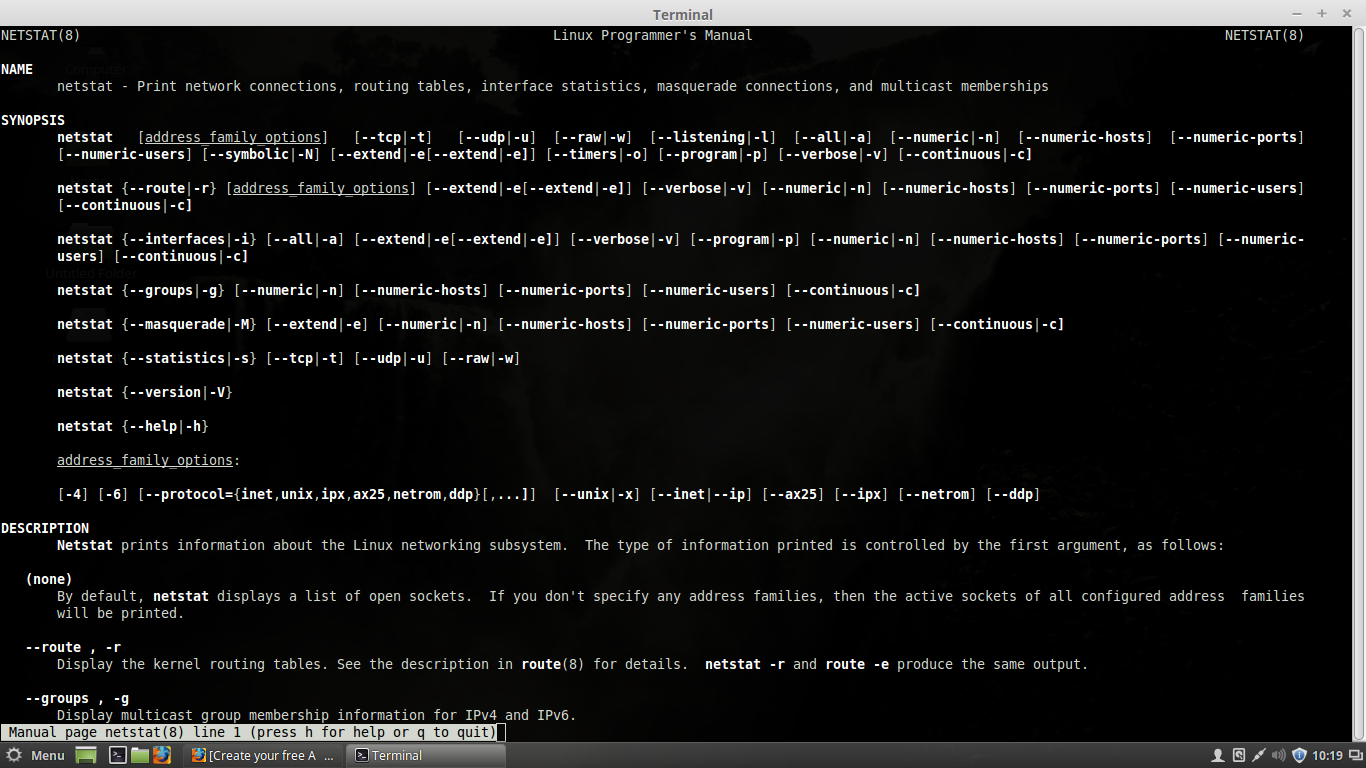 Terminal
NETSTAT(8) Linux Programmer's Manual NETSTAT(8)
NAME
netstat - Print network connections, routing tables, interface statistics, masquerade connections, and multicast memberships
SYNOPSIS
netstat [address_family_options] [--tcp|-t] [--udp|-u] [--raw|-w] [--listening|-l] [--all|-a] [--numeric|-n] [--numeric-hosts] [--numeric-ports]
[--numeric-users] [--symbolic|-N] [--extend|-e[--extend|-e]] [--timers|-o] [--program|-p] [--verbose|-v] [--continuous|-c]
netstat {--route|-r} [address_family_options] [--extend|-e[--extend|-e]] [--verbose|-v] [--numeric|-n] [--numeric-hosts] [--numeric-ports] [--numeric-users]
[--continuous|-c]
netstat {--interfaces|-i} [--all|-a] [--extend|-e[--extend|-e]] [--verbose|-v] [--program|-p] [--numeric|-n] [--numeric-hosts] [--numeric-ports] [--numeric-
users] [--continuous|-c]
netstat {--groups|-g} [--numeric|-n] [--numeric-hosts] [--numeric-ports] [--numeric-users] [--continuous|-c]
netstat {--masquerade|-M} [--extend|-e] [--numeric|-n] [--numeric-hosts] [--numeric-ports] [--numeric-users] [--continuous|-c]
netstat {--statistics|-s} [--tcp|-t] [--udp|-u] [--raw|-w]
netstat {--version|-V}
netstat {--help|-h}
address_family_options:
[-4] [-6] [--protocol={inet,unix,ipx,ax25,netrom,ddp}[,...]] [--unix|-x] [--inet|--ip] [--ax25] [--ipx] [--netrom] [--ddp]
DESCRIPTION
Netstat prints information about the Linux networking subsystem. The type of information printed is controlled by the first argument, as follows:
(none)
By default, netstat displays a list of open sockets. If you don't specify any address families, then the active sockets of all configured address families
will be printed.
--route , -r
Display the kernel routing tables. See the description in route(8) for details. netstat -r and route -e produce the same output.
--groups , -g
Display multicast group membership information for IPv4 and IPv6.
Manual page netstat(8) line 1 (press h for help or q to quit)
Computer
Untitled Folder
Menu [Create your free A ... Terminal 10:19